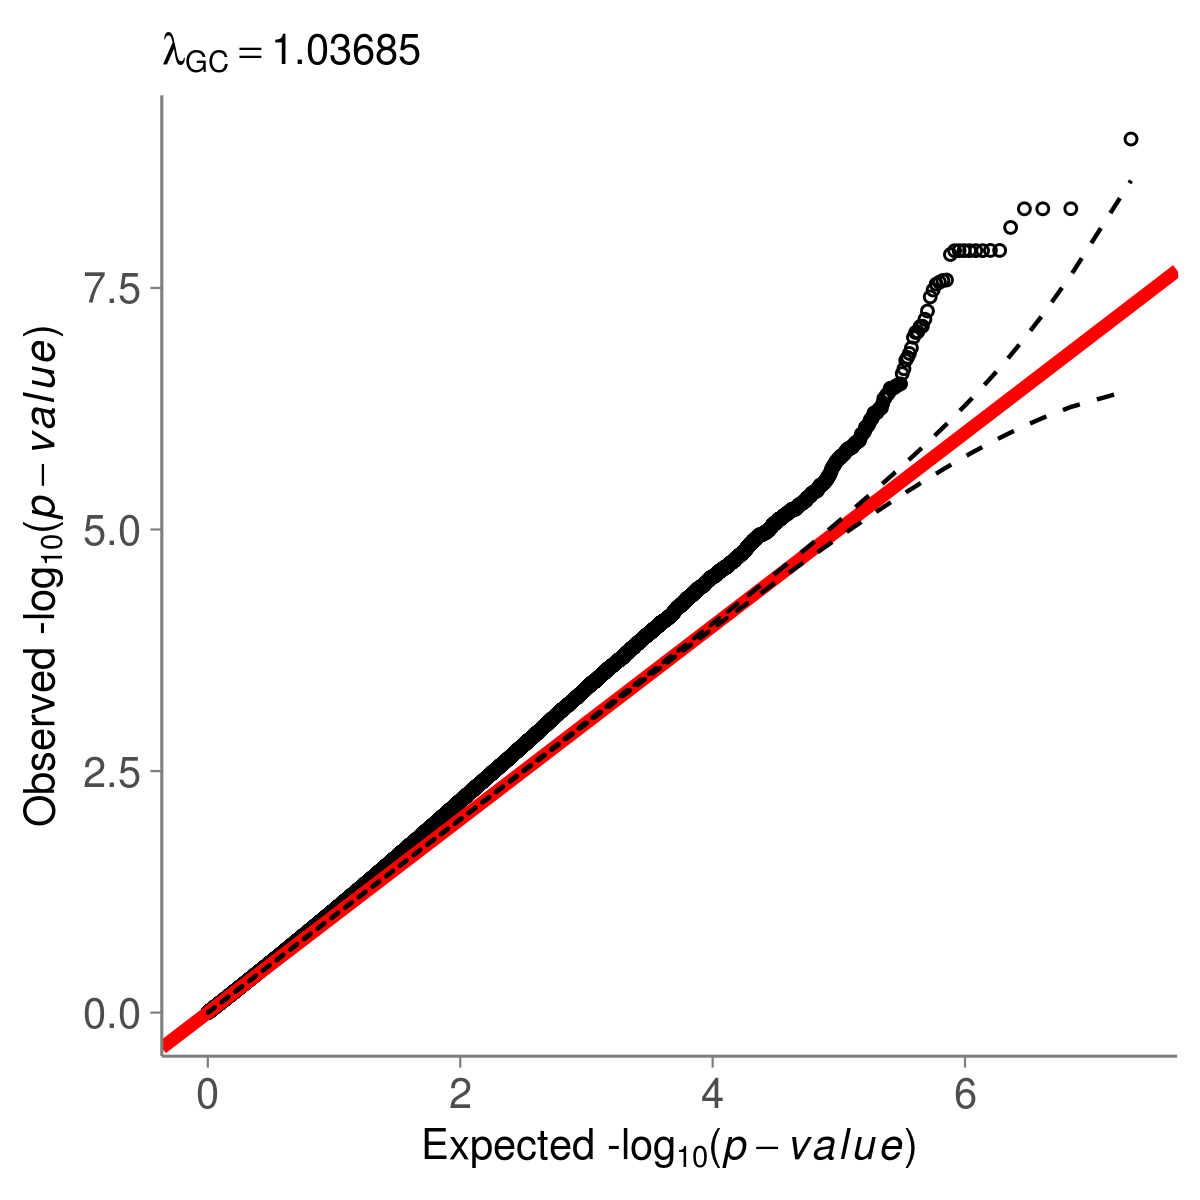 λGC = 1.03685
7.5
5.0
2.5
0.0
Observed -log10(p − value)
0 2 4 6
Expected -log10(p − value)